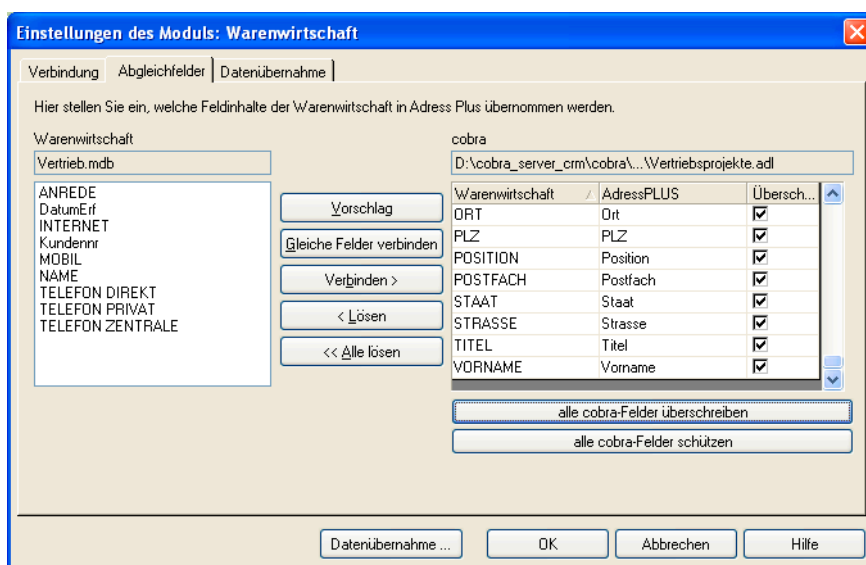 Einstellungen des Moduls: Warenwirtschaft
Verbindung Abgleichfelder Datenübernahme
Hier stellen Sie ein, welche Feldinhalte der Warenwirtschaft in Adress Plus übernommen werden.
Warenwirtschaft
Vertrieb.mdb
ANREDE
DatumErf
INTERNET
Kundennr
MOBIL
NAME
TELEFON DIREKT
TELEFON PRIVAT
TELEFON ZENTRALE
Vorschlag
Gleiche Felder verbinden
Verbinden >
< Lösen
<< Alle lösen
cobra
D:\cobra_server_crm\cobra\...\Vertriebsprojekte.adl
Warenwirtschaft AdressPLUS Übersch...
ORT Ort
PLZ PLZ
POSITION Position
POSTFACH Postfach
STAAT Staat
STRASSE Strasse
TITEL Titel
VORNAME Vorname
alle cobra-Felder überschreiben
alle cobra-Felder schützen
Datenübernahme ... OK Abbrechen Hilfe